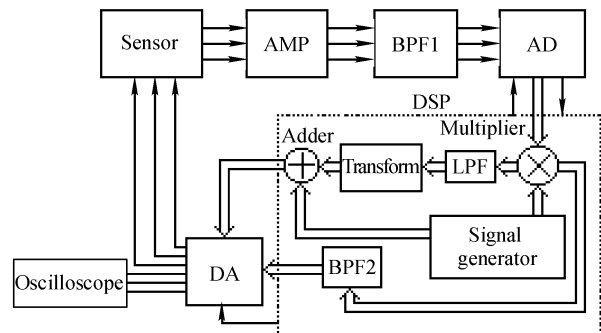 Sensor
AMP
BPF1
AD
DSP
Adder
Multiplier
Transform
LPF
Signal
generator
DA
BPF2
Oscilloscope